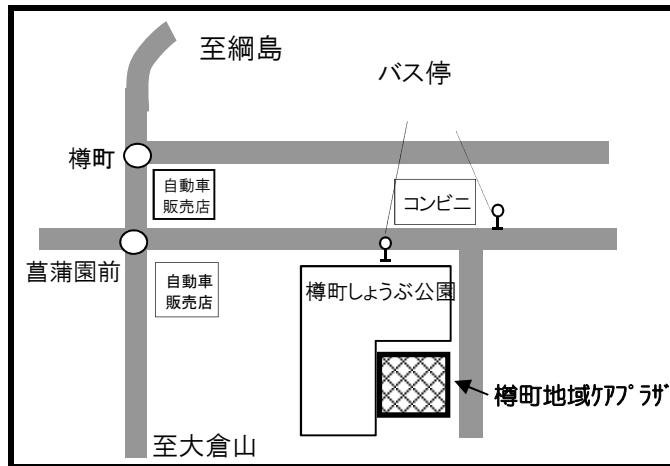 至綱島
バス停
樽町
自動車
販売店
コンビニ
菖蒲園前
自動車
販売店
樽町しょうぶ公園
樽町地域ｹｱﾌﾟﾗｻﾞ
至大倉山